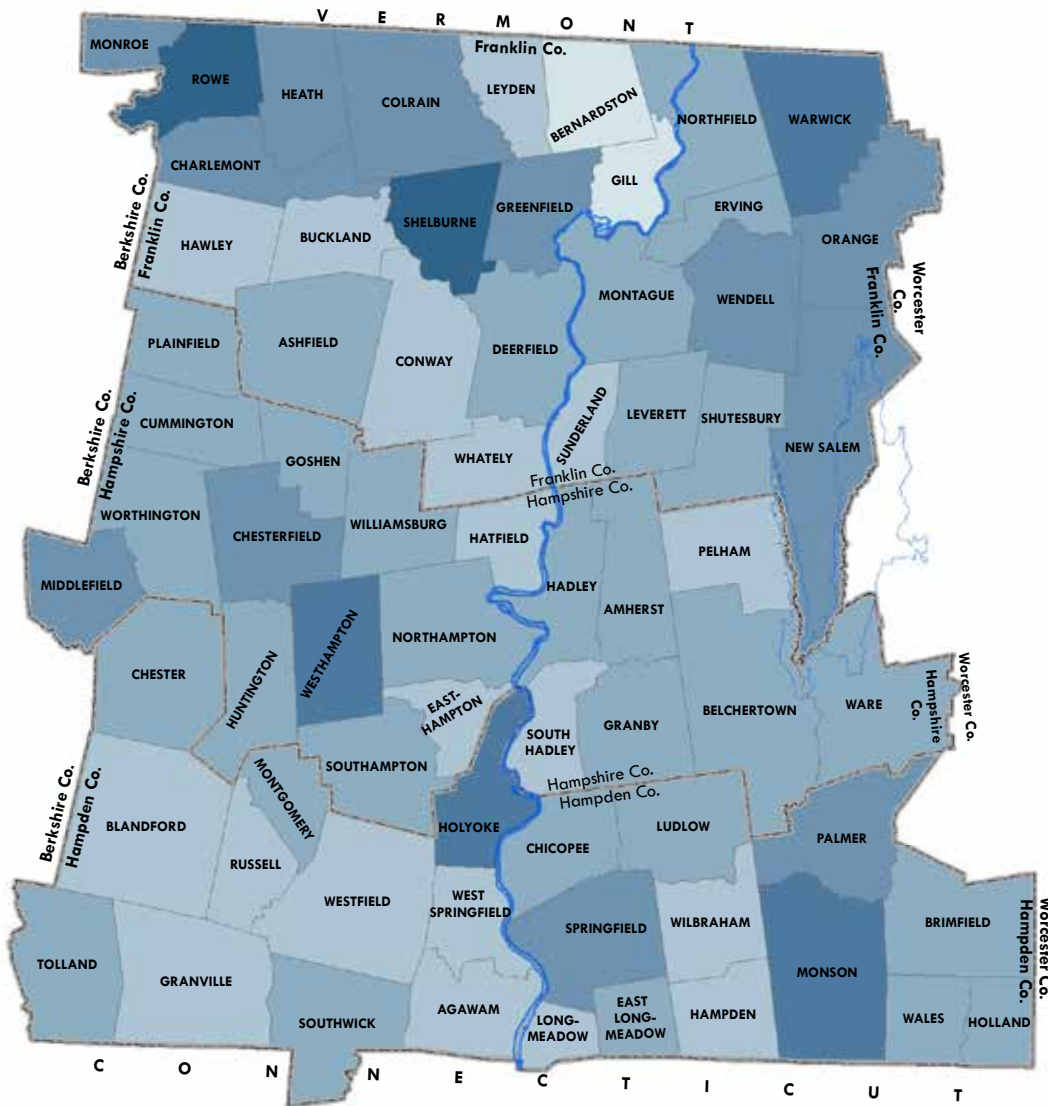 VERMONT
MONROE
Franklin Co.
ROWE
HEATH
COLRAIN
LEYDEN
BERNARDSTON
NORTHFIELD
WARWICK
CHARLEMONT
GILL
Berkshire Co.
Franklin Co.
SHELBURNE
GREENFIELD
ERVING
HAWLEY
BUCKLAND
ORANGE
Franklin Co.
Worcester
Co.
MONTAGUE
WENDELL
PLAINFIELD
ASHFIELD
CONWAY
DEERFIELD
SUNDERLAND
LEVERETT
SHUTESBURY
Berkshire Co.
Hampshire Co.
CUMMINGTON
GOSHEN
WHATELY
NEW SALEM
Franklin Co.
Hampshire Co.
WORTHINGTON
CHESTERFIELD
WILLIAMSBURG
HATFIELD
PELHAM
MIDDLEFIELD
HADLEY
AMHERST
WESTHAMPTON
NORTHAMPTON
CHESTER
HUNTINGTON
EAST-
HAMPTON
SOUTH
HADLEY
GRANBY
BELCHERTOWN
WARE
Hampshire
Co.
Worcester Co.
SOUTHAMPTON
Hampshire Co.
Hampden Co.
Berkshire Co.
Hampden Co.
MONTGOMERY
BLANDFORD
RUSSELL
HOLYOKE
CHICOPEE
LUDLOW
PALMER
WESTFIELD
WEST
SPRINGFIELD
SPRINGFIELD
WILBRAHAM
BRIMFIELD
Hampden Co.
Worcester Co.
TOLLAND
GRANVILLE
MONSON
SOUTHWICK
AGAWAM
LONG-
MEADOW
EAST
LONG-
MEADOW
HAMPDEN
WALES
HOLLAND
CONNECTICUT